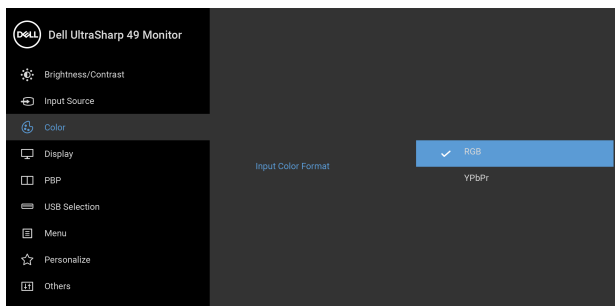 DELL Dell UltraSharp 49 Monitor
Brightness/Contrast
Input Source
Color
Display
PBP
USB Selection
Menu
Personalize
Others
Input Color Format
RGB
YPbPr